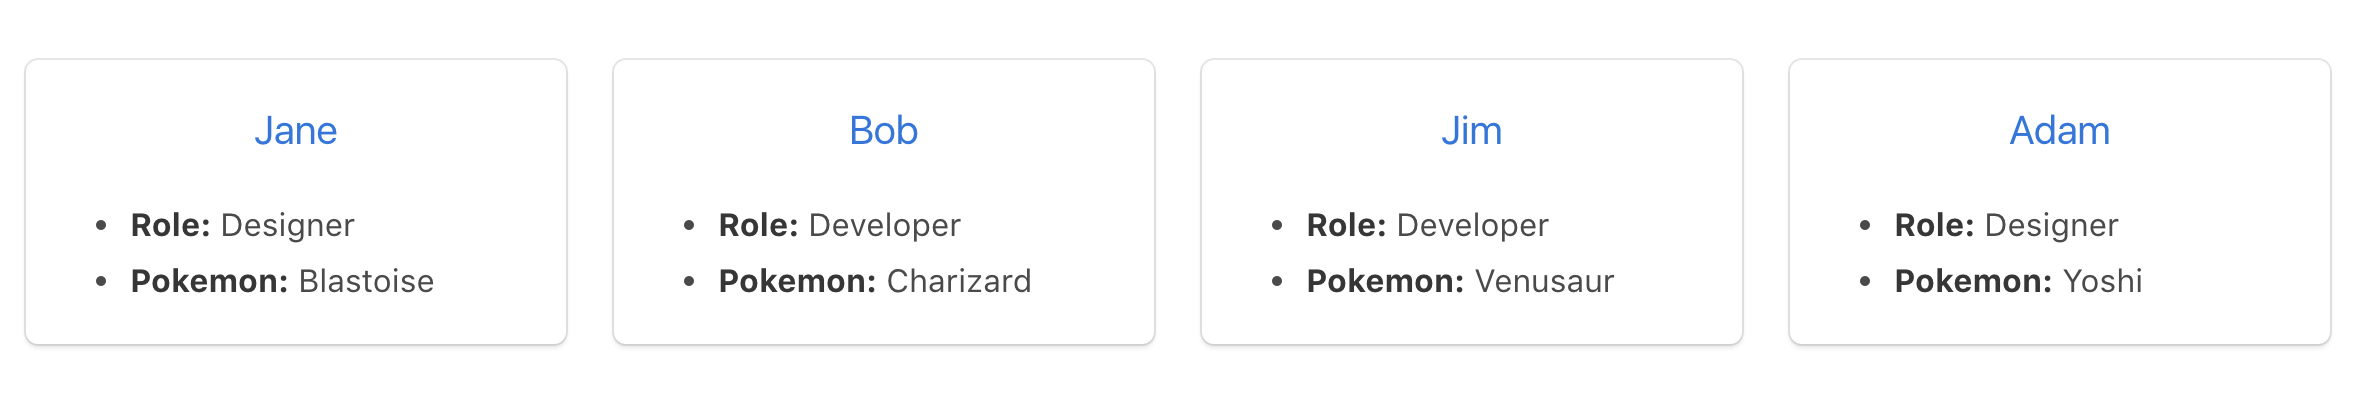 Jane
• Role: Designer
• Pokemon: Blastoise
Bob
• Role: Developer
• Pokemon: Charizard
Jim
• Role: Developer
• Pokemon: Venusaur
Adam
• Role: Designer
• Pokemon: Yoshi